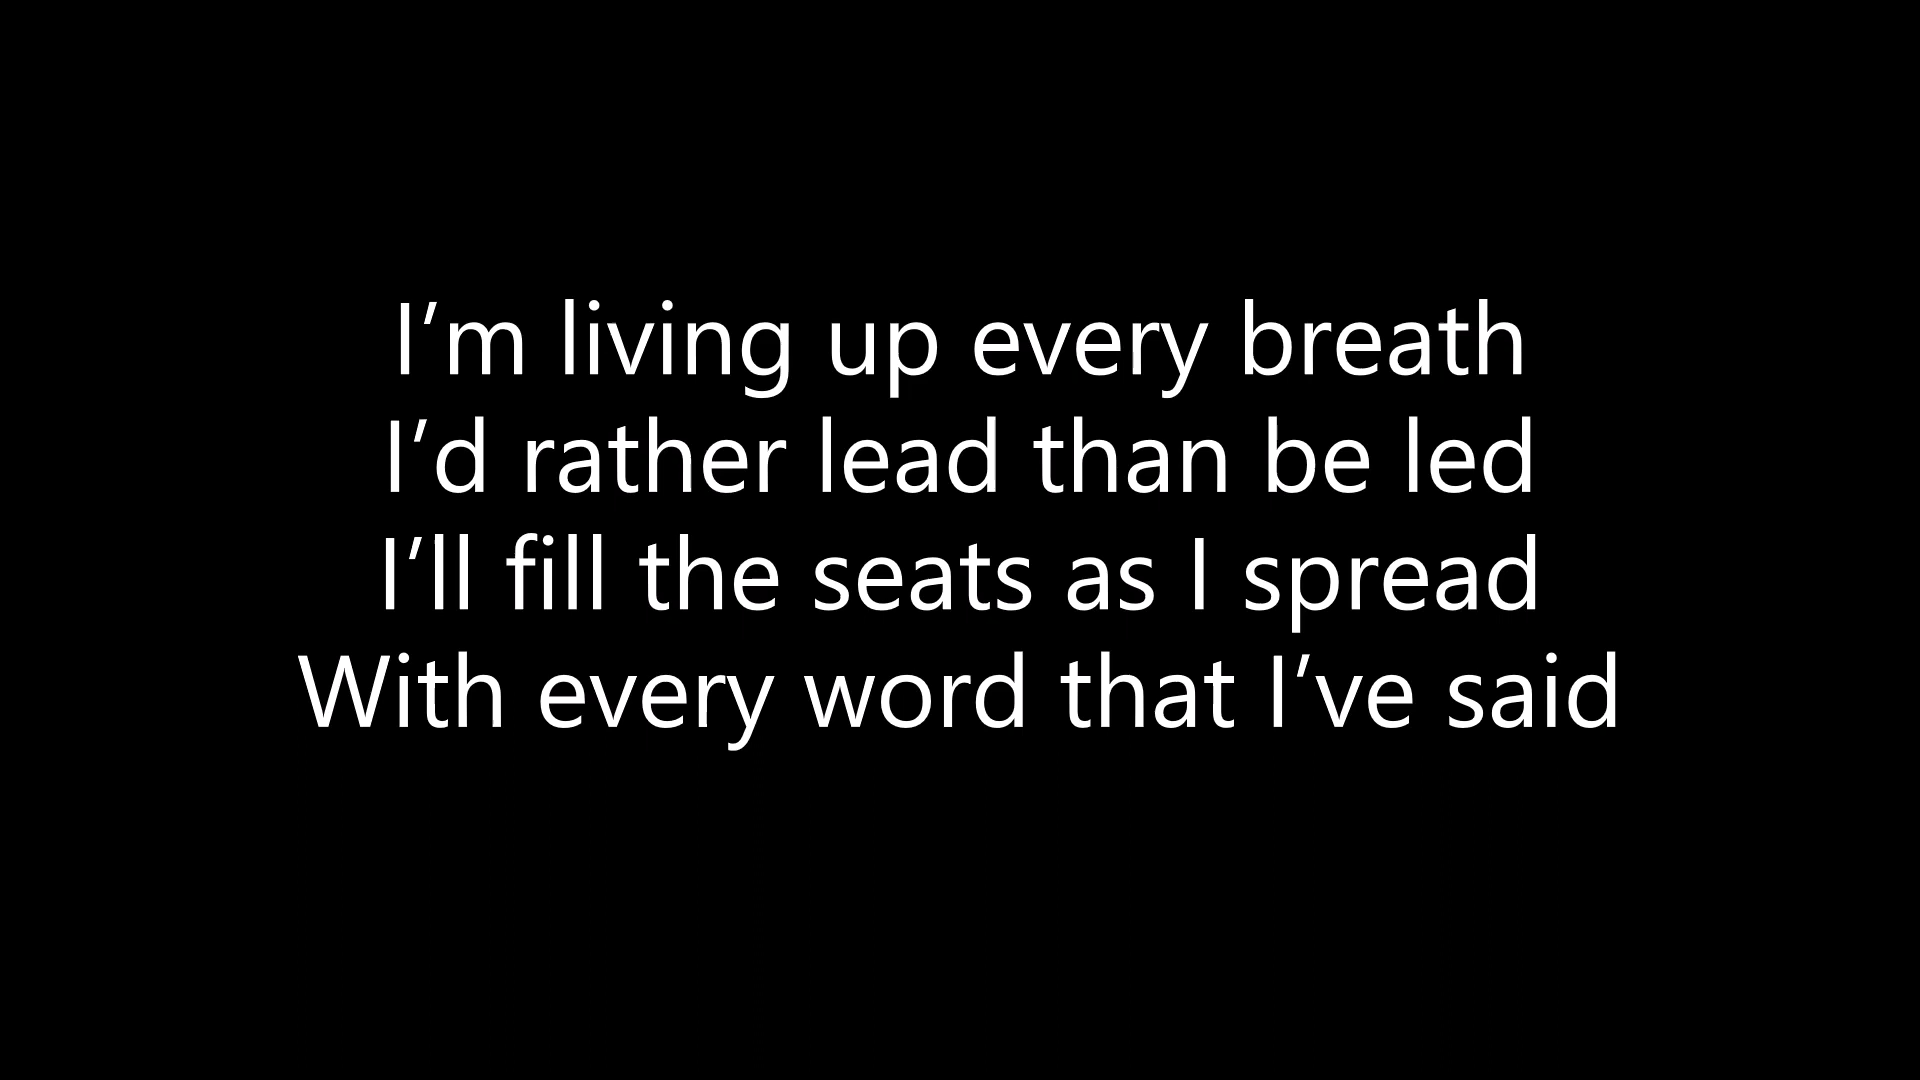 I’m living up every breath
I’d rather lead than be led
I’ll fill the seats as I spread
With every word that I’ve said